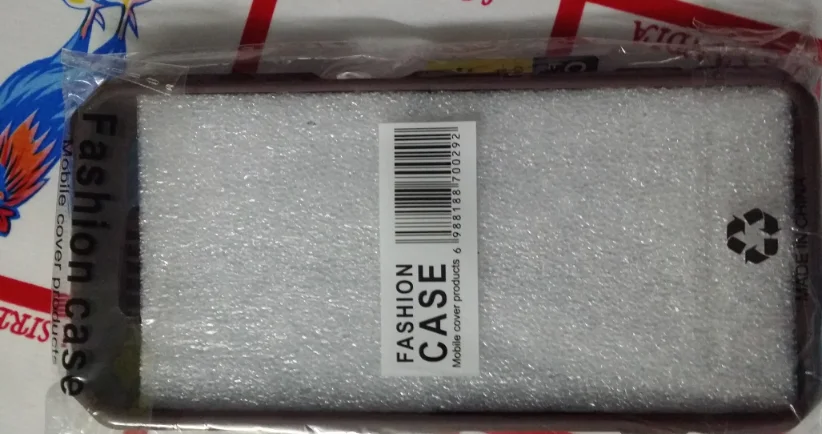 Fashion case
Mobile cover products
FASHION
CASE
Mobile cover products
6 988188 700292
MADE IN CHINA